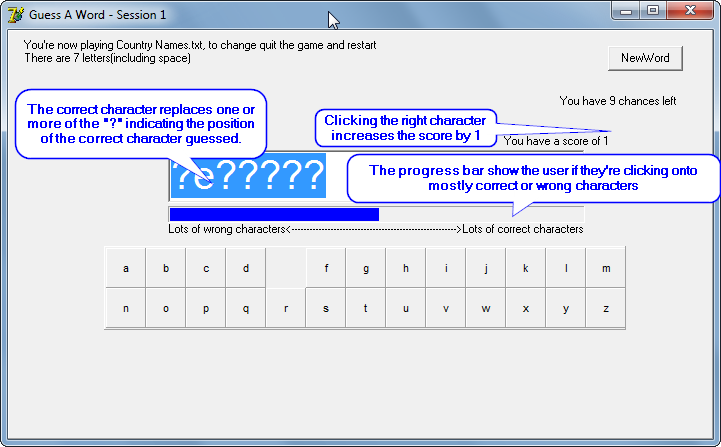 Guess A Word - Session 1
You're now playing Country Names.txt, to change quit the game and restart
There are 7 letters(including space)
NewWord
You have 9 chances left
The correct character replaces one or
more of the "?" indicating the position
of the correct character guessed.
Clicking the right character
increases the score by 1
You have a score of 1
?e?????
The progress bar show the user if they're clicking onto
mostly correct or wrong characters
Lots of wrong characters<------------------------------------------------------>Lots of correct characters
a b c d f g h i j k l m
n o p q r s t u v w x y z